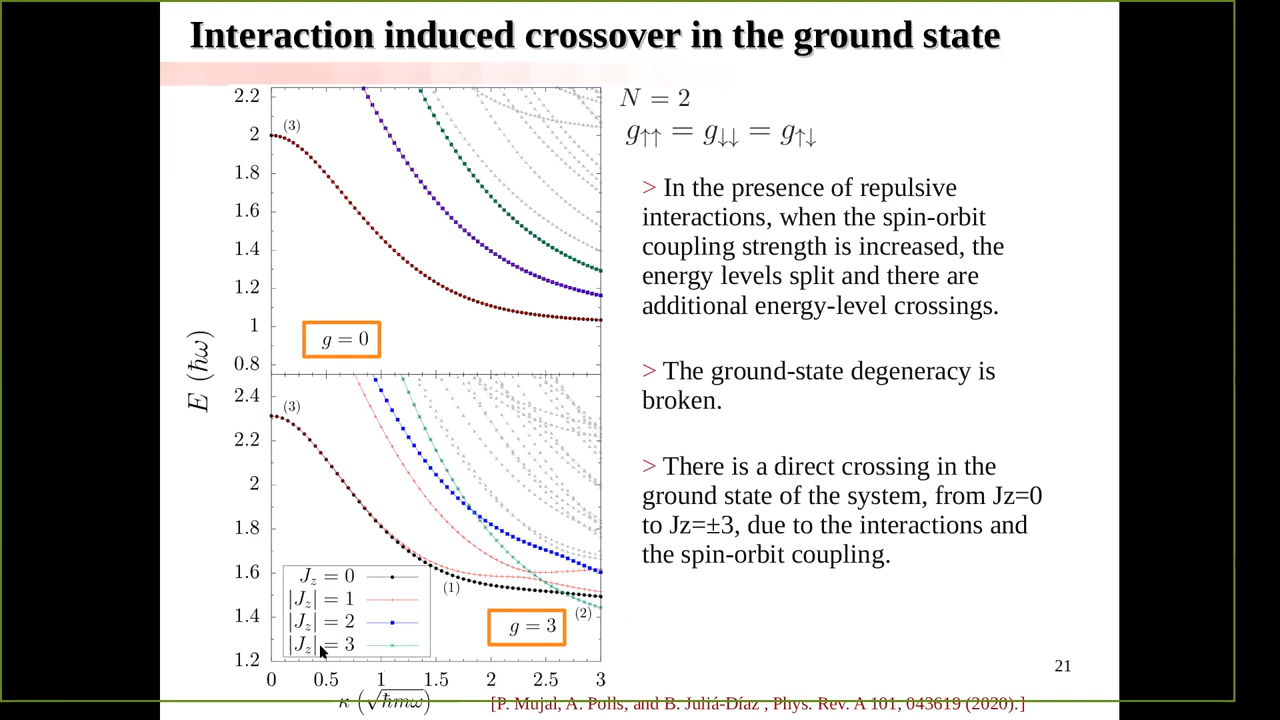 Interaction induced crossover in the ground state
N = 2
g↑↑ = g↓↓ = g↑↓
> In the presence of repulsive
interactions, when the spin-orbit
coupling strength is increased, the
energy levels split and there are
additional energy-level crossings.
> The ground-state degeneracy is
broken.
> There is a direct crossing in the
ground state of the system, from Jz=0
to Jz=±3, due to the interactions and
the spin-orbit coupling.
E (ħω)
2.2
2
1.8
1.6
1.4
1.2
1
0.8
(3)
g = 0
2.4
2.2
2
1.8
1.6
1.4
1.2
(3)
(1)
(2)
g = 3
J_z = 0
|J_z| = 1
|J_z| = 2
|J_z| = 3
0 0.5 1 1.5 2 2.5 3
κ (√ħmω)
[P. Mujal, A. Polls, and B. Juliá-Díaz , Phys. Rev. A 101, 043619 (2020).]
21